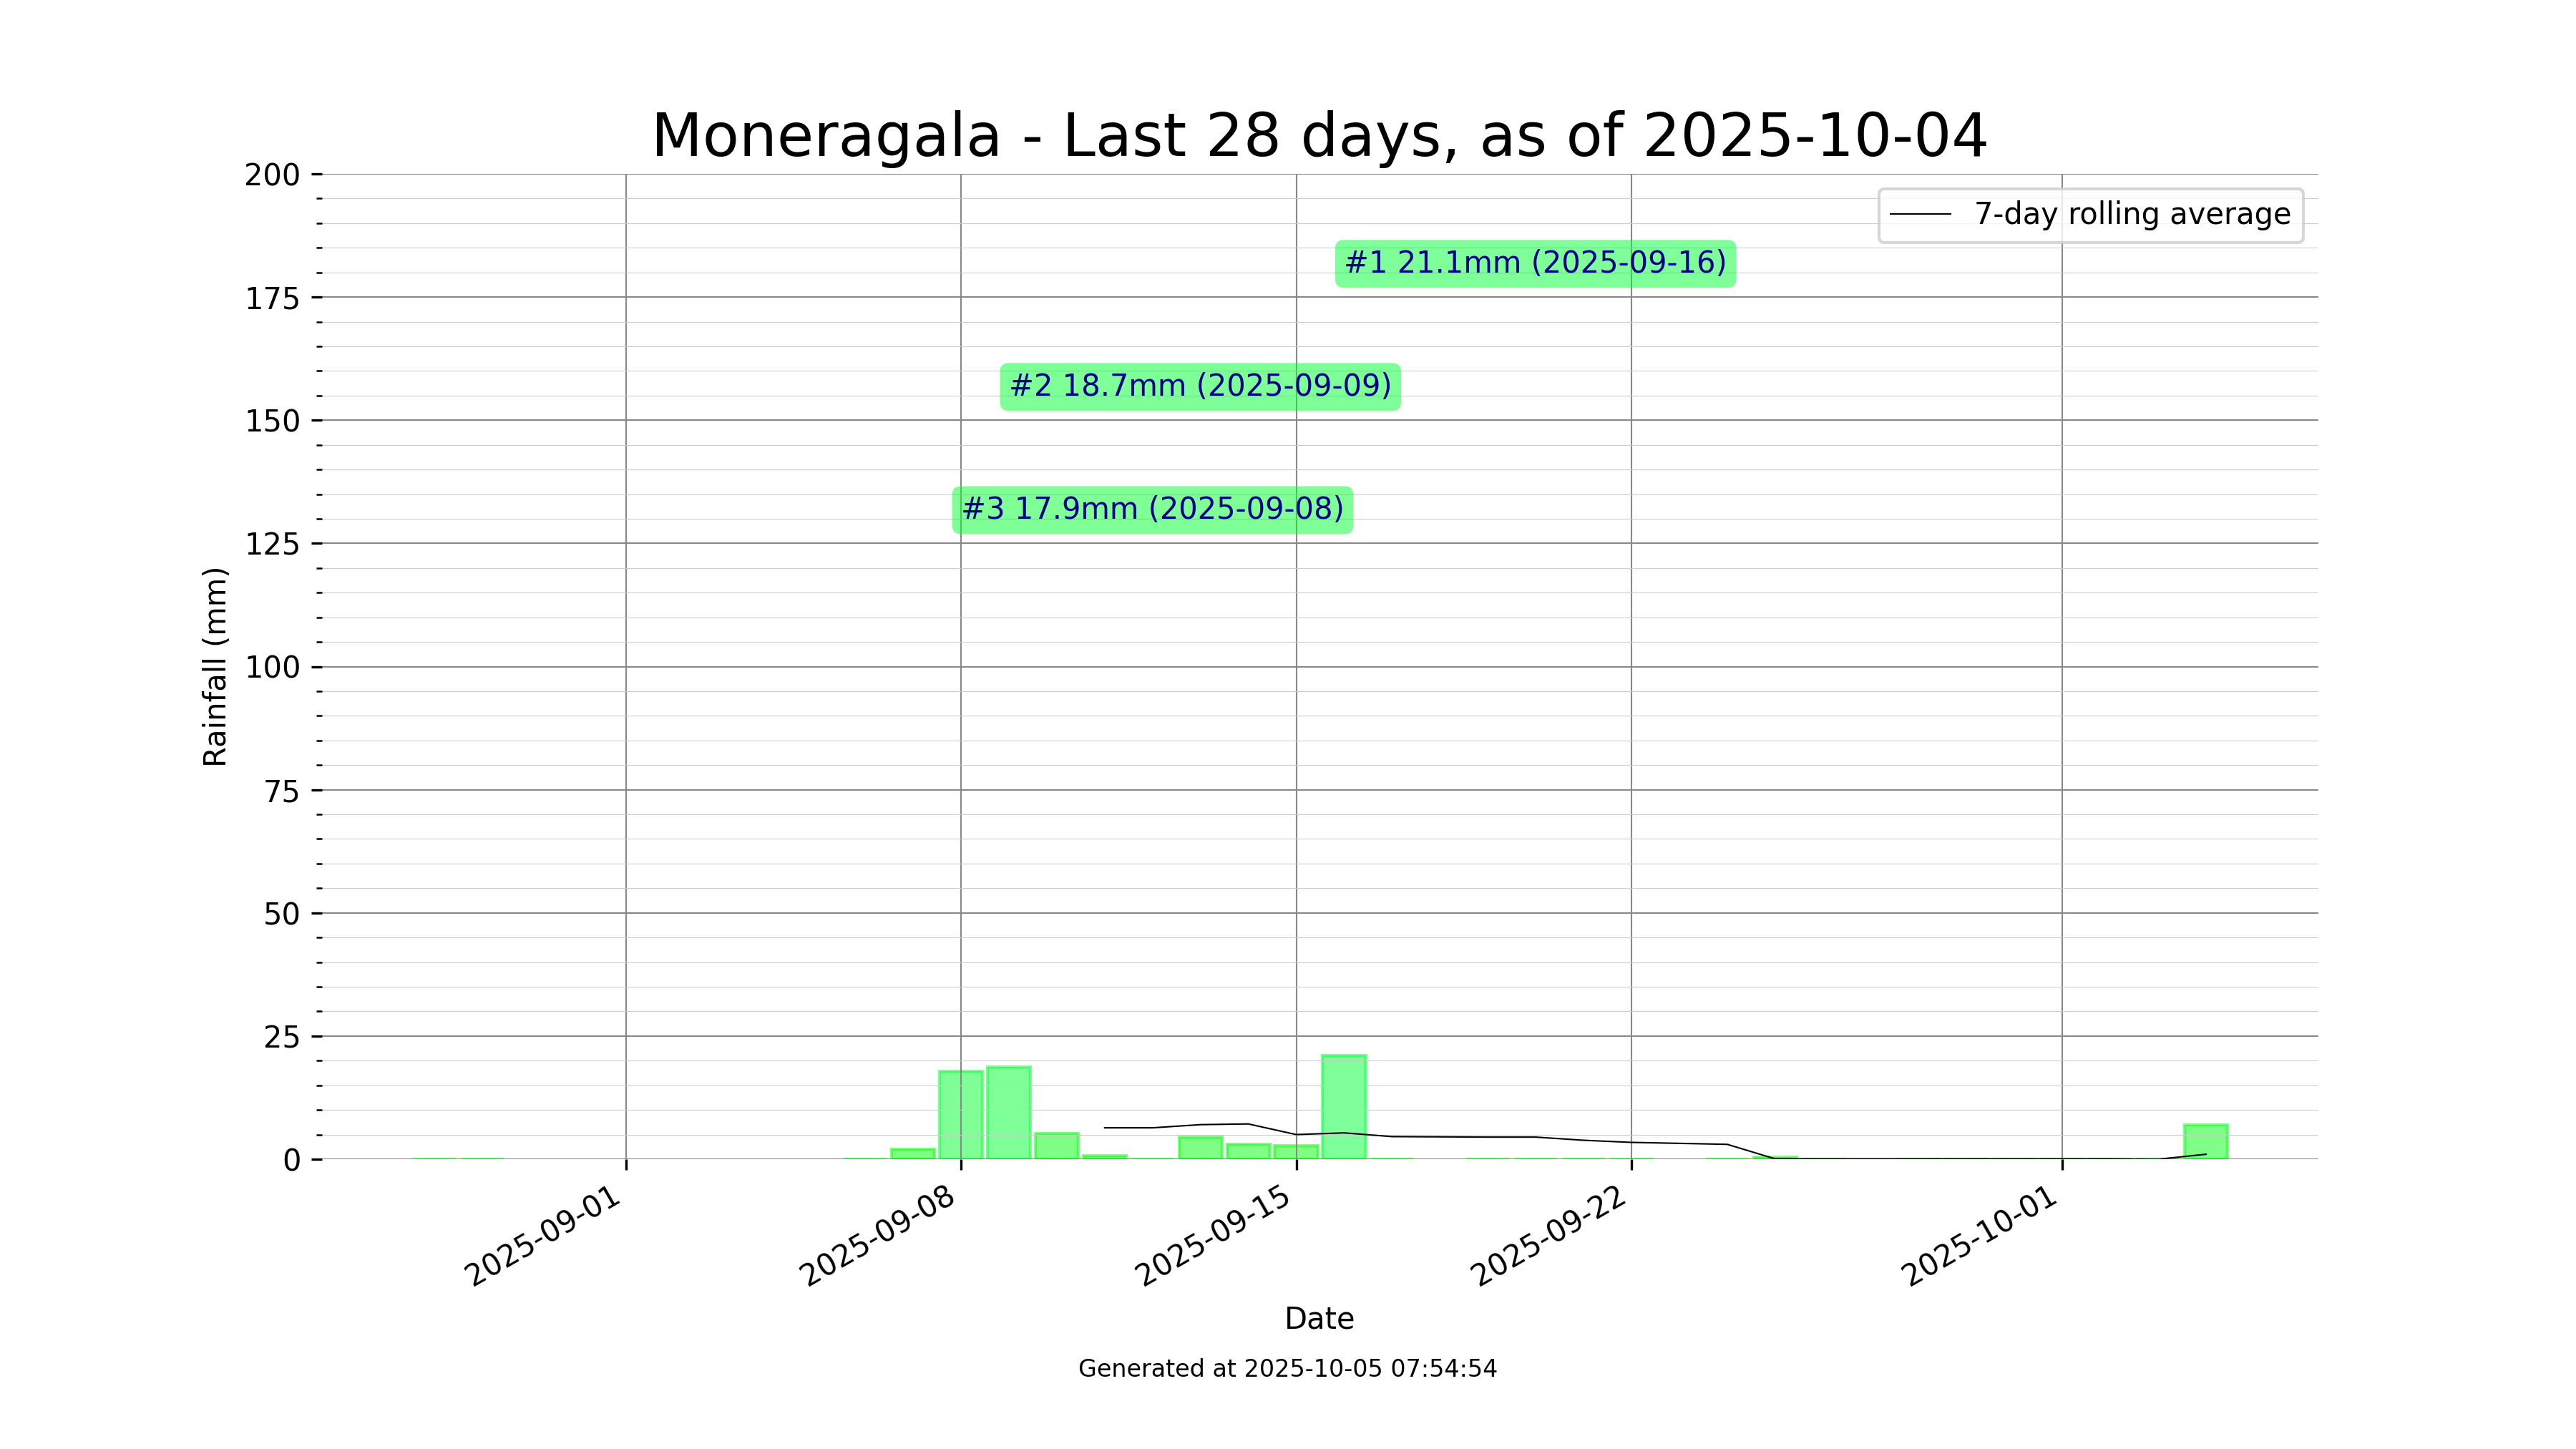 Moneragala - Last 28 days, as of 2025-10-04
200
7-day rolling average
#1 21.1mm (2025-09-16)
175
#2 18.7mm (2025-09-09)
150
#3 17.9mm (2025-09-08)
125
Rainfall (mm)
100
75
50
25
0
2025-09-01
2025-09-08
2025-09-15
2025-09-22
2025-10-01
Date
Generated at 2025-10-05 07:54:54